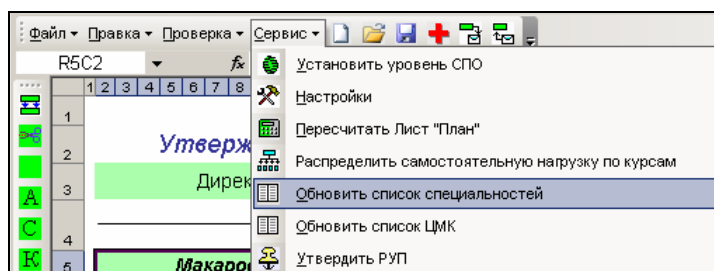 Файл Правка Проверка Сервис
R5C2 fx Установить уровень СПО
1 2 3 4 5 6 7 8 Настройки
1
2 Утверж Пересчитать Лист "План"
Распределить самостоятельную нагрузку по курсам
А 3 Дирек Обновить список специальностей
С 4 Обновить список ЦМК
К 5 Макаро Утвердить РУП